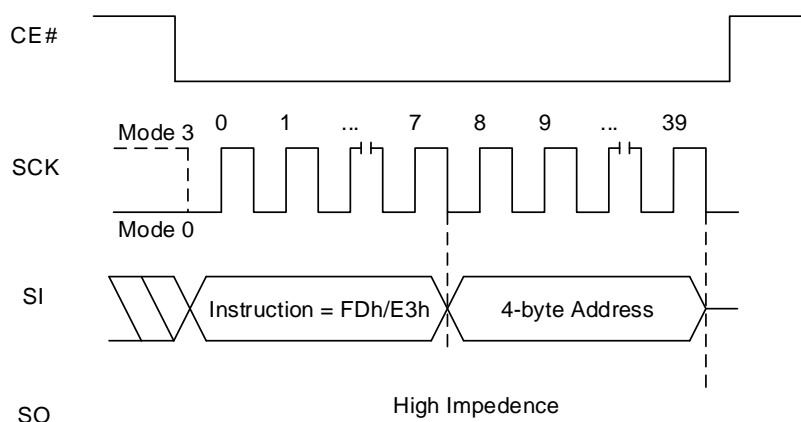 CE#
Mode 3
0 1 ... 7 8 9 ... 39
SCK
Mode 0
SI
Instruction = FDh/E3h
4-byte Address
High Impedence
SO